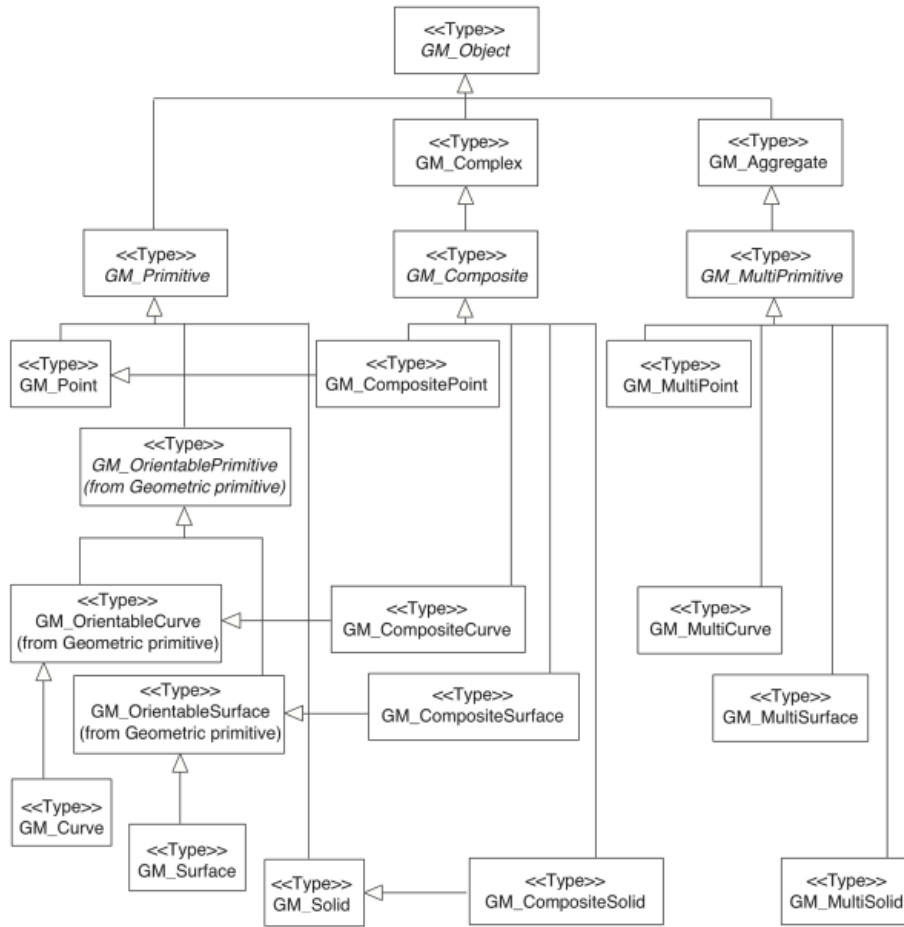 <<Type>>
GM_Object
<<Type>>
GM_Complex
<<Type>>
GM_Aggregate
<<Type>>
GM_Primitive
<<Type>>
GM_Composite
<<Type>>
GM_MultiPrimitive
<<Type>>
GM_Point
<<Type>>
GM_CompositePoint
<<Type>>
GM_MultiPoint
<<Type>>
GM_OrientablePrimitive
(from Geometric primitive)
<<Type>>
GM_OrientableCurve
(from Geometric primitive)
<<Type>>
GM_CompositeCurve
<<Type>>
GM_MultiCurve
<<Type>>
GM_OrientableSurface
(from Geometric primitive)
<<Type>>
GM_CompositeSurface
<<Type>>
GM_MultiSurface
<<Type>>
GM_Curve
<<Type>>
GM_Surface
<<Type>>
GM_Solid
<<Type>>
GM_CompositeSolid
<<Type>>
GM_MultiSolid